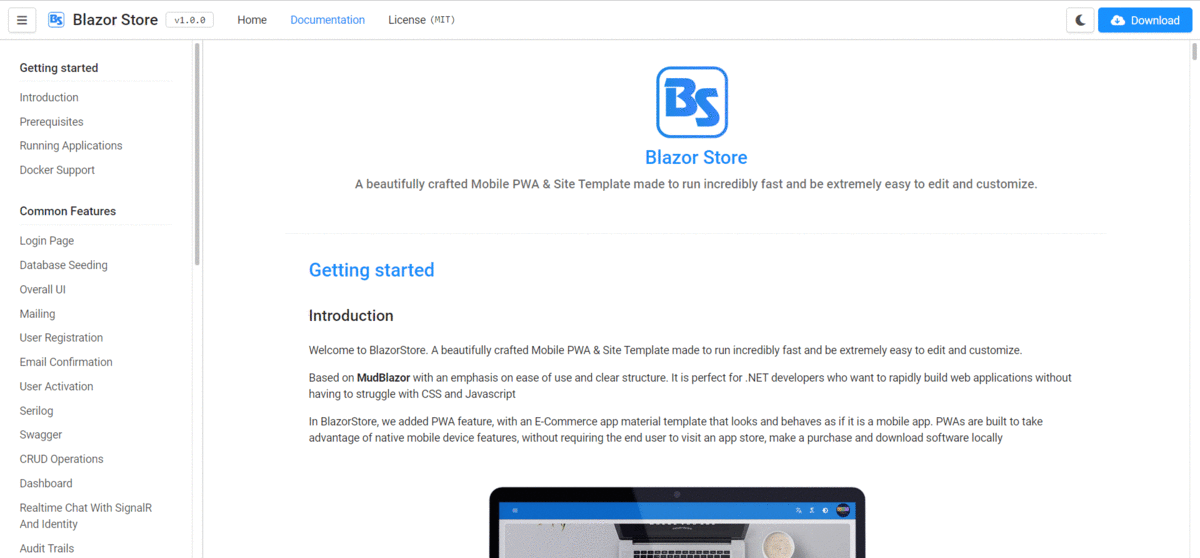 BS Blazor Store v1.0.0 Home Documentation License (MIT) Download
Getting started
Introduction
Prerequisites
Running Applications
Docker Support
Common Features
Login Page
Database Seeding
Overall UI
Mailing
User Registration
Email Confirmation
User Activation
Serilog
Swagger
CRUD Operations
Dashboard
Realtime Chat With SignalR
And Identity
Audit Trails
BS
Blazor Store
A beautifully crafted Mobile PWA & Site Template made to run incredibly fast and be extremely easy to edit and customize.
Getting started
Introduction
Welcome to BlazorStore. A beautifully crafted Mobile PWA & Site Template made to run incredibly fast and be extremely easy to edit and customize.
Based on MudBlazor with an emphasis on ease of use and clear structure. It is perfect for .NET developers who want to rapidly build web applications without
having to struggle with CSS and Javascript
In BlazorStore, we added PWA feature, with an E-Commerce app material template that looks and behaves as if it is a mobile app. PWAs are built to take
advantage of native mobile device features, without requiring the end user to visit an app store, make a purchase and download software locally